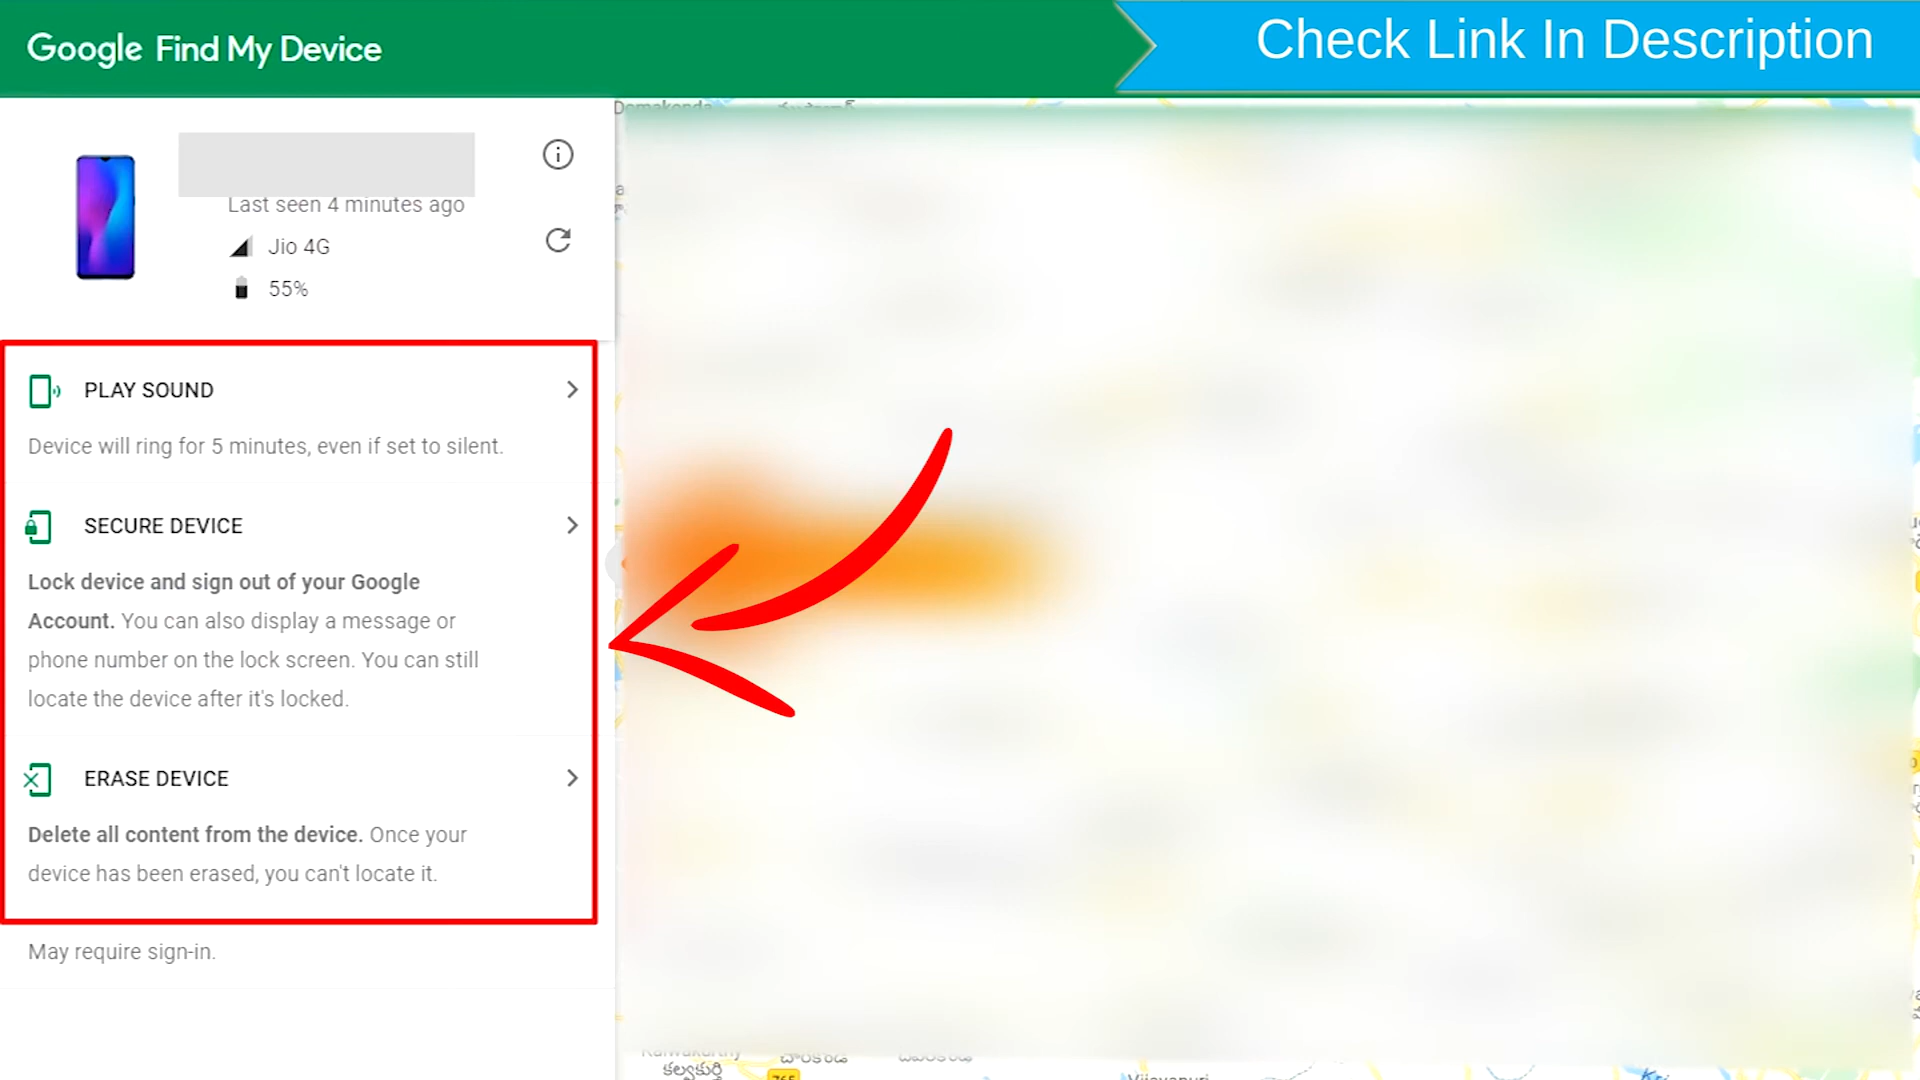 Google Find My Device
Check Link In Description
Last seen 4 minutes ago
Jio 4G
55%
PLAY SOUND
Device will ring for 5 minutes, even if set to silent.
SECURE DEVICE
Lock device and sign out of your Google
Account. You can also display a message or
phone number on the lock screen. You can still
locate the device after it's locked.
ERASE DEVICE
Delete all content from the device. Once your
device has been erased, you can't locate it.
May require sign-in.
కల్వకుర్తి
765